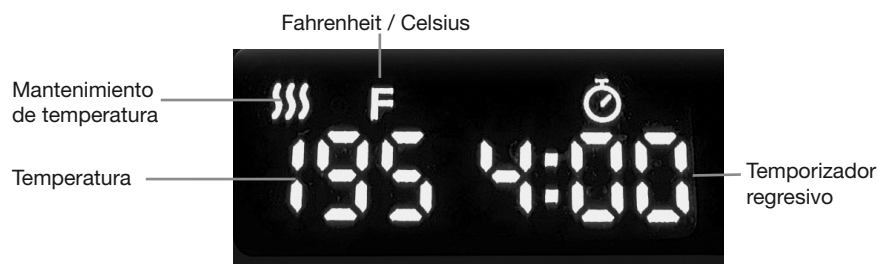 Fahrenheit / Celsius
Mantenimiento
de temperatura
F
195 4:00
Temperatura
Temporizador
regresivo